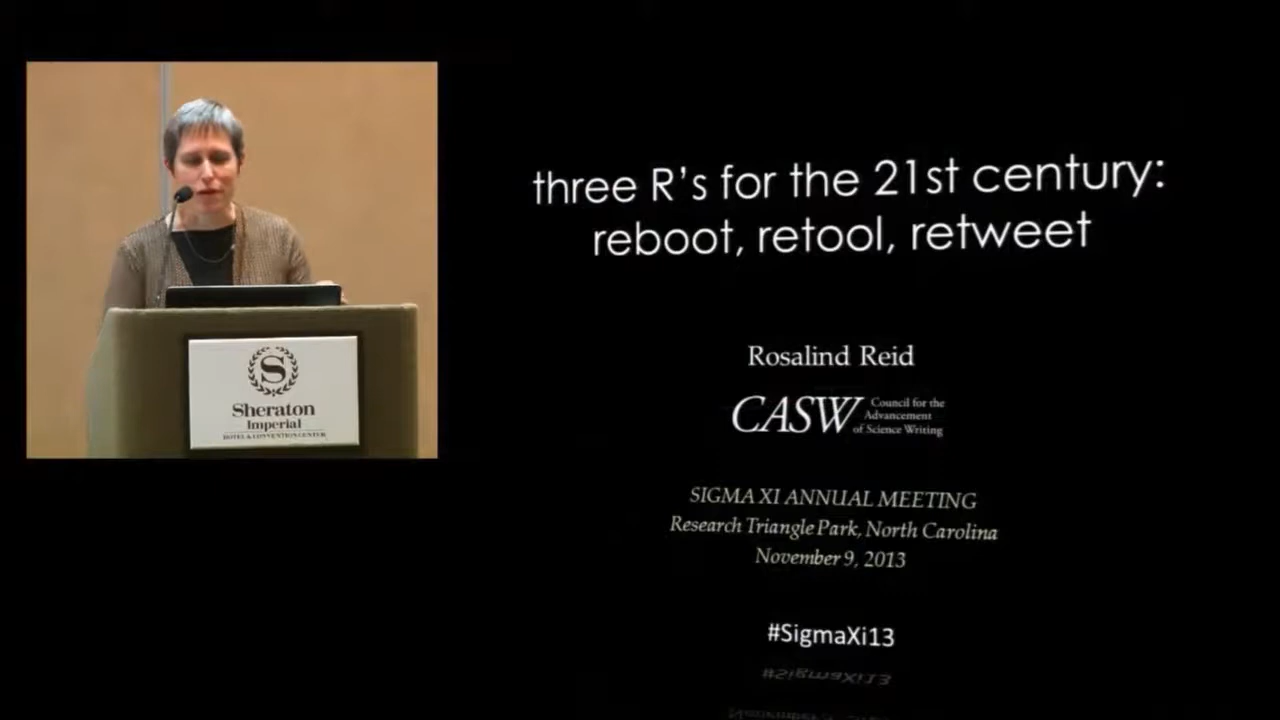 S
Sheraton
Imperial
HOTEL & CONVENTION CENTER
three R's for the 21st century:
reboot, retool, retweet
Rosalind Reid
CASW Council for the
Advancement
of Science Writing
SIGMA XI ANNUAL MEETING
Research Triangle Park, North Carolina
November 9, 2013
#SigmaXi13
#SigmaXi13